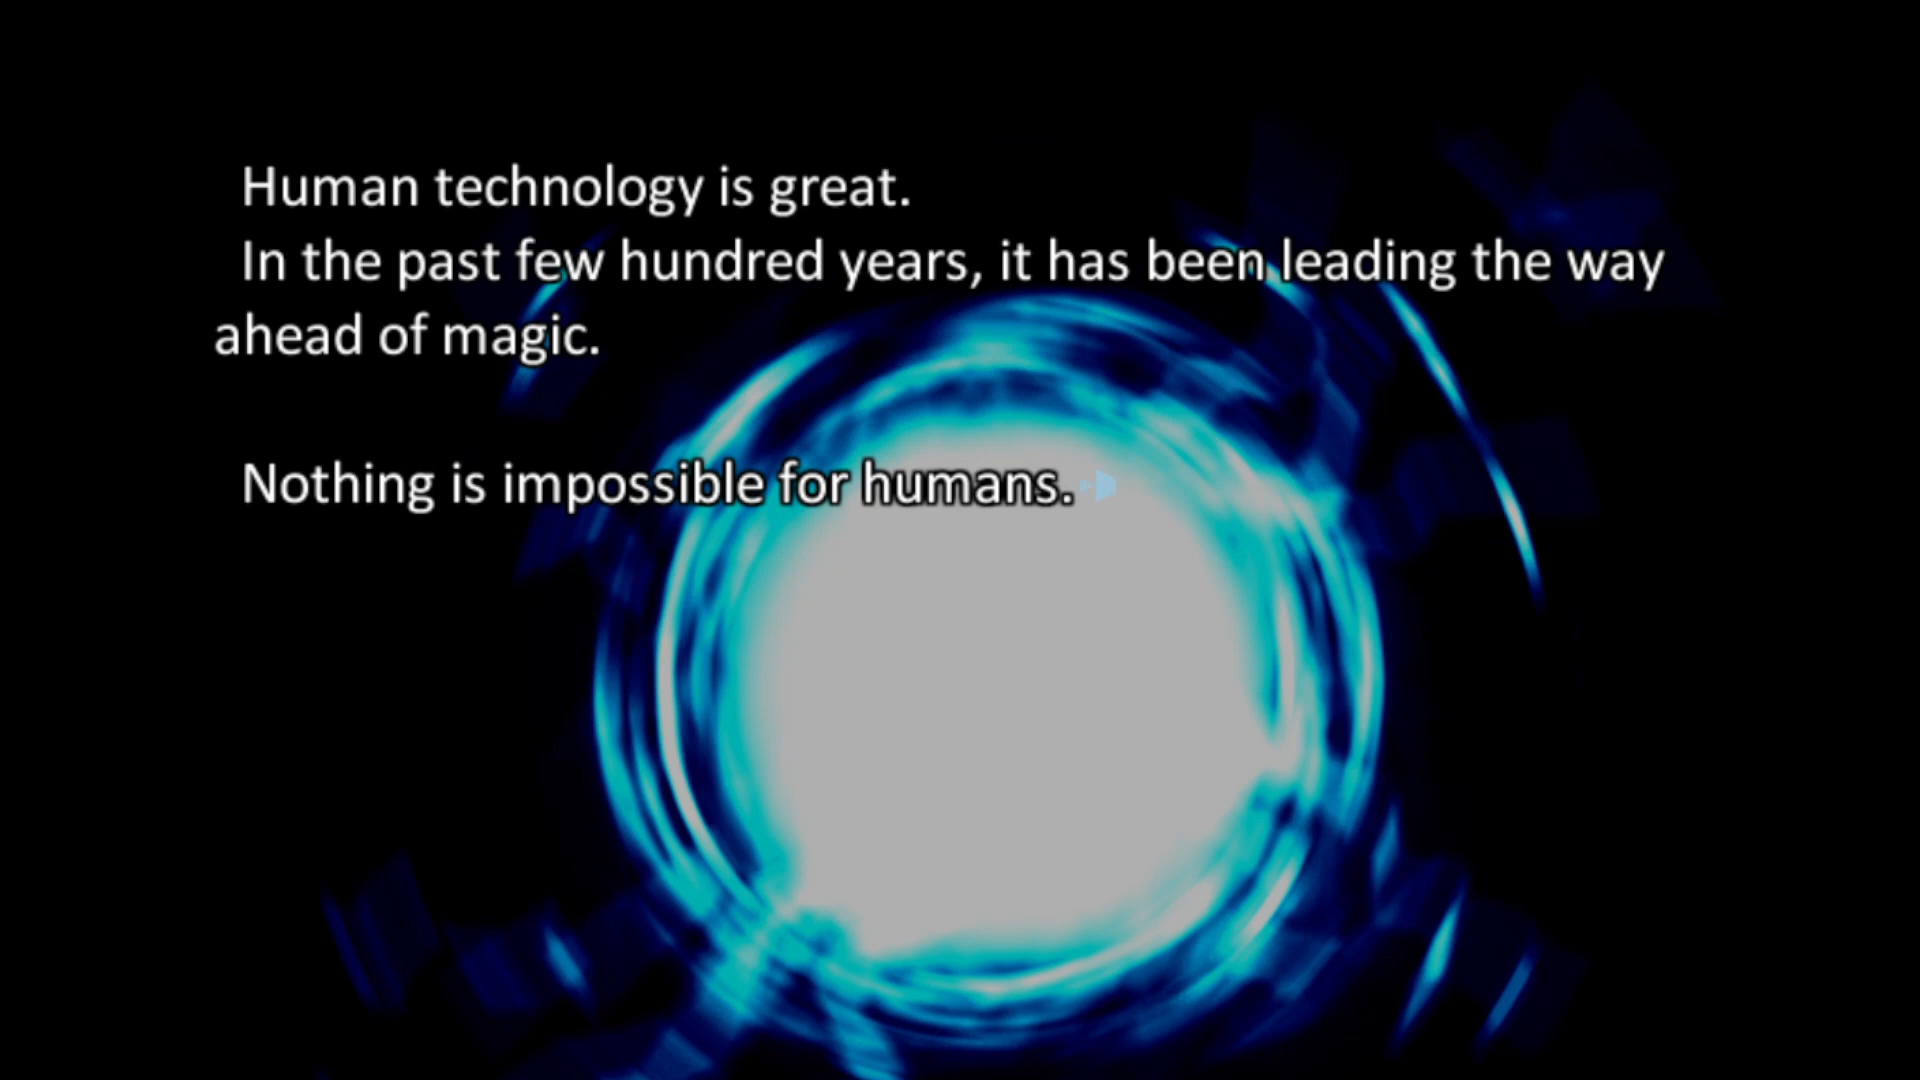 Human technology is great.
In the past few hundred years, it has been leading the way
ahead of magic.
Nothing is impossible for humans.